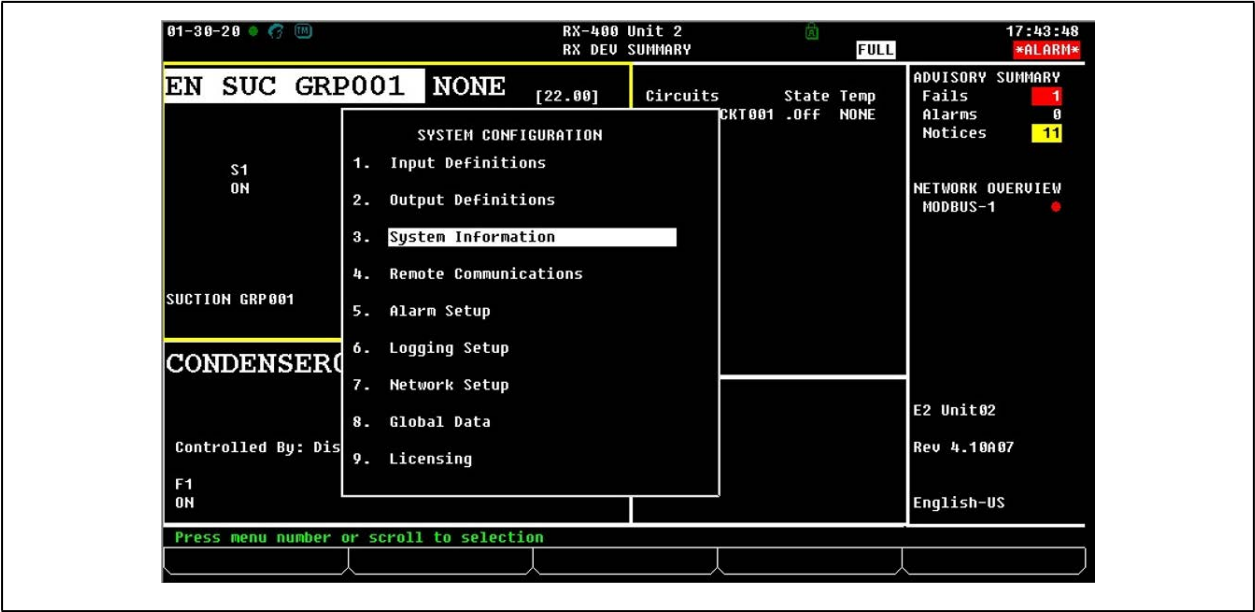 01-30-20 TM RX-400 Unit 2 17:43:48
RX DEV SUMMARY FULL *ALARM*
EN SUC GRP001 NONE [22.00]
Circuits State Temp
CKT001 .Off NONE
S1
ON
SUCTION GRP001
CONDENSER
Controlled By: Dis
F1
ON
SYSTEM CONFIGURATION
1. Input Definitions
2. Output Definitions
3. System Information
4. Remote Communications
5. Alarm Setup
6. Logging Setup
7. Network Setup
8. Global Data
9. Licensing
ADVISORY SUMMARY
Fails 1
Alarms 0
Notices 11
NETWORK OVERVIEW
MODBUS-1
E2 Unit02
Rev 4.10A07
English-US
Press menu number or scroll to selection